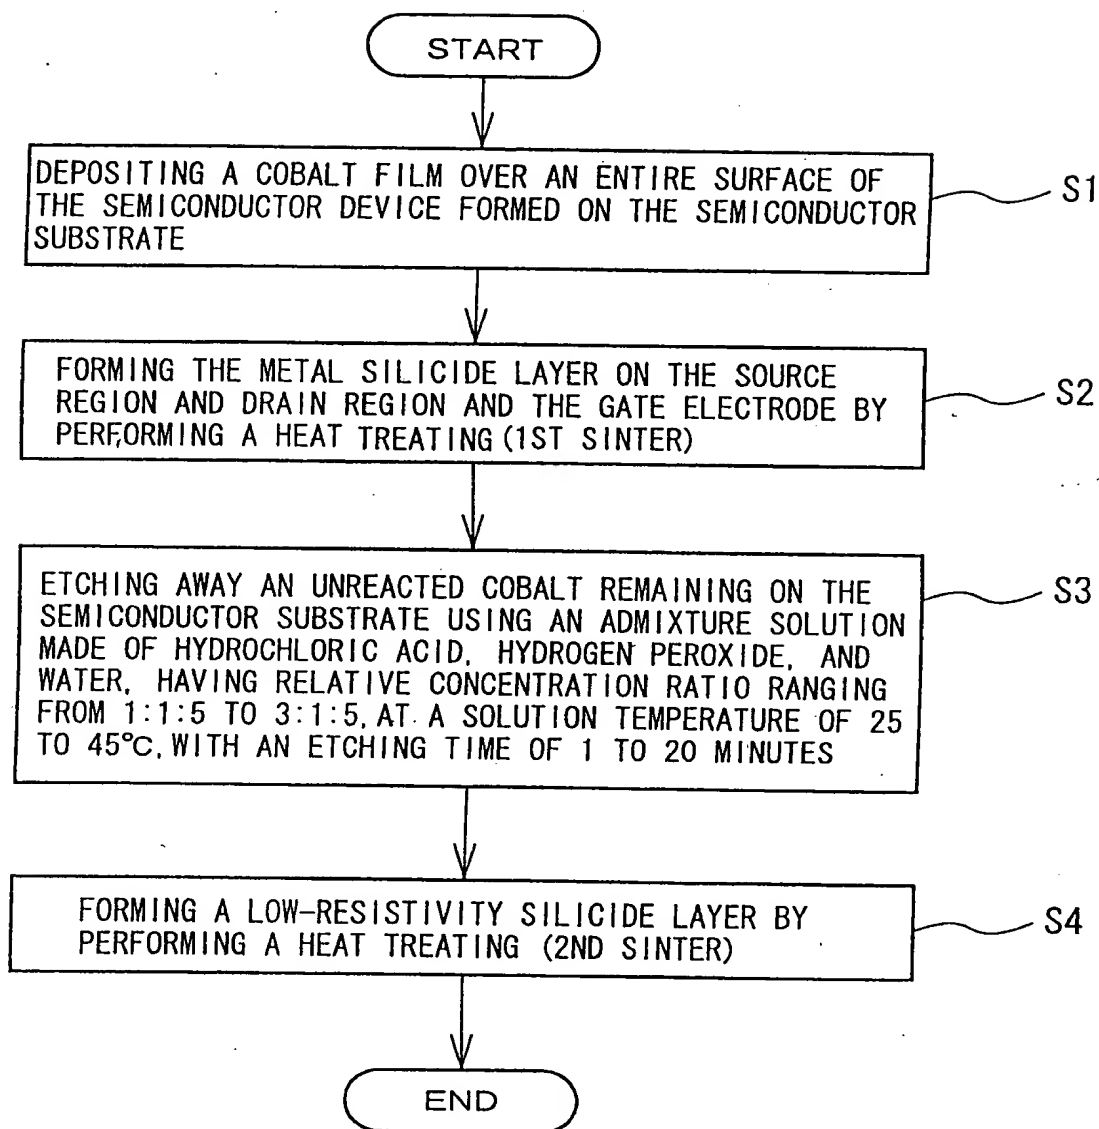 START
DEPOSITING A COBALT FILM OVER AN ENTIRE SURFACE OF
THE SEMICONDUCTOR DEVICE FORMED ON THE SEMICONDUCTOR
SUBSTRATE
S1
FORMING THE METAL SILICIDE LAYER ON THE SOURCE
REGION AND DRAIN REGION AND THE GATE ELECTRODE BY
PERFORMING A HEAT TREATING (1ST SINTER)
S2
ETCHING AWAY AN UNREACTED COBALT REMAINING ON THE
SEMICONDUCTOR SUBSTRATE USING AN ADMIXTURE SOLUTION
MADE OF HYDROCHLORIC ACID, HYDROGEN PEROXIDE, AND
WATER, HAVING RELATIVE CONCENTRATION RATIO RANGING
FROM 1:1:5 TO 3:1:5, AT A SOLUTION TEMPERATURE OF 25
TO 45°C, WITH AN ETCHING TIME OF 1 TO 20 MINUTES
S3
FORMING A LOW-RESISTIVITY SILICIDE LAYER BY
PERFORMING A HEAT TREATING (2ND SINTER)
S4
END